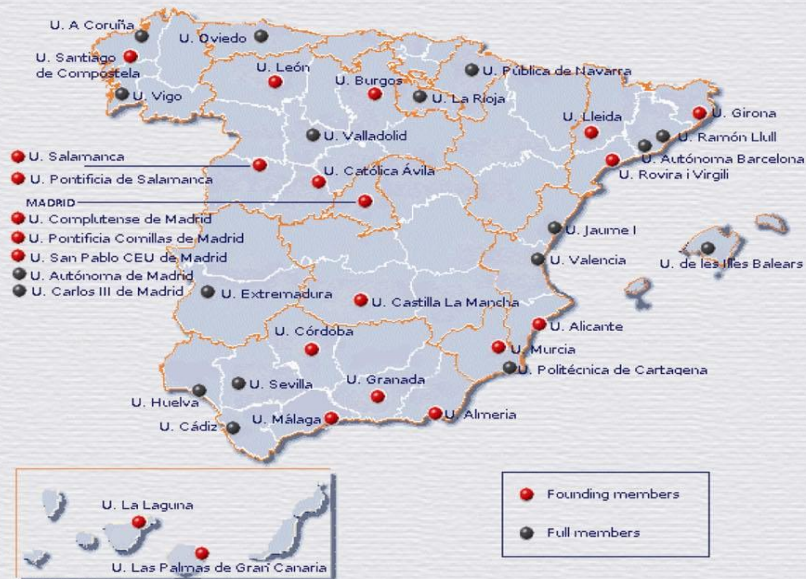 U. A Coruña
U. Oviedo
U. Santiago
de Compostela
U. León
U. Burgos
U. Pública de Navarra
U. Vigo
U. La Rioja
U. Lleida
U. Girona
U. Valladolid
U. Ramón Llull
U. Salamanca
U. Autónoma Barcelona
U. Pontificia de Salamanca
U. Católica Ávila
U. Rovira i Virgili
MADRID
U. Complutense de Madrid
U. Jaume I
U. Pontificia Comillas de Madrid
U. San Pablo CEU de Madrid
U. Valencia
U. de les Illes Balears
U. Autónoma de Madrid
U. Carlos III de Madrid
U. Extremadura
U. Castilla La Mancha
U. Alicante
U. Córdoba
U. Murcia
U. Politécnica de Cartagena
U. Sevilla
U. Granada
U. Huelva
U. Málaga
U. Almeria
U. Cádiz
Founding members
U. La Laguna
Full members
U. Las Palmas de Gran Canaria